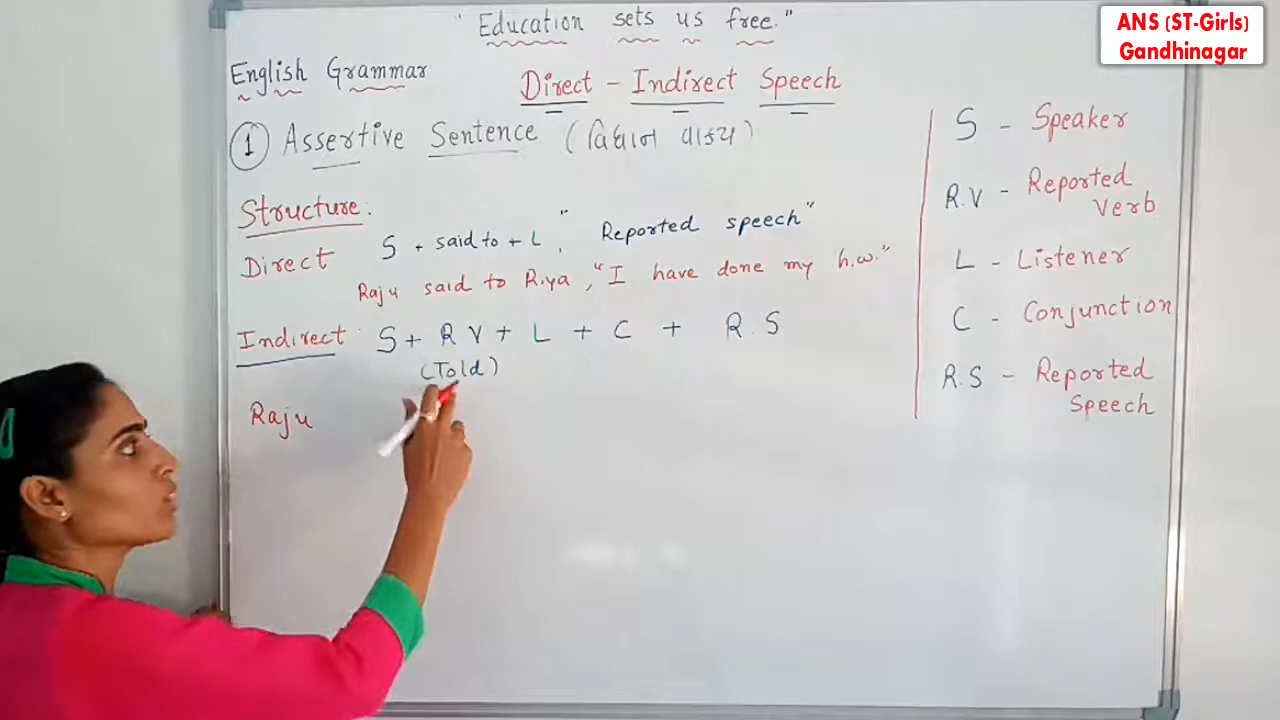 "Education sets us free."
ANS (ST-Girls)
Gandhinagar
English Grammar
Direct - Indirect Speech
① Assertive Sentence (વિધાન વાક્ય)
Structure:
Direct S + said to + L, "Reported speech"
Raju said to Riya, "I have done my h.w."
Indirect: S + R V + L + C + R.S
(Told)
Raju
S - Speaker
R.V - Reported
Verb
L - Listener
C - Conjunction
R.S - Reported
Speech